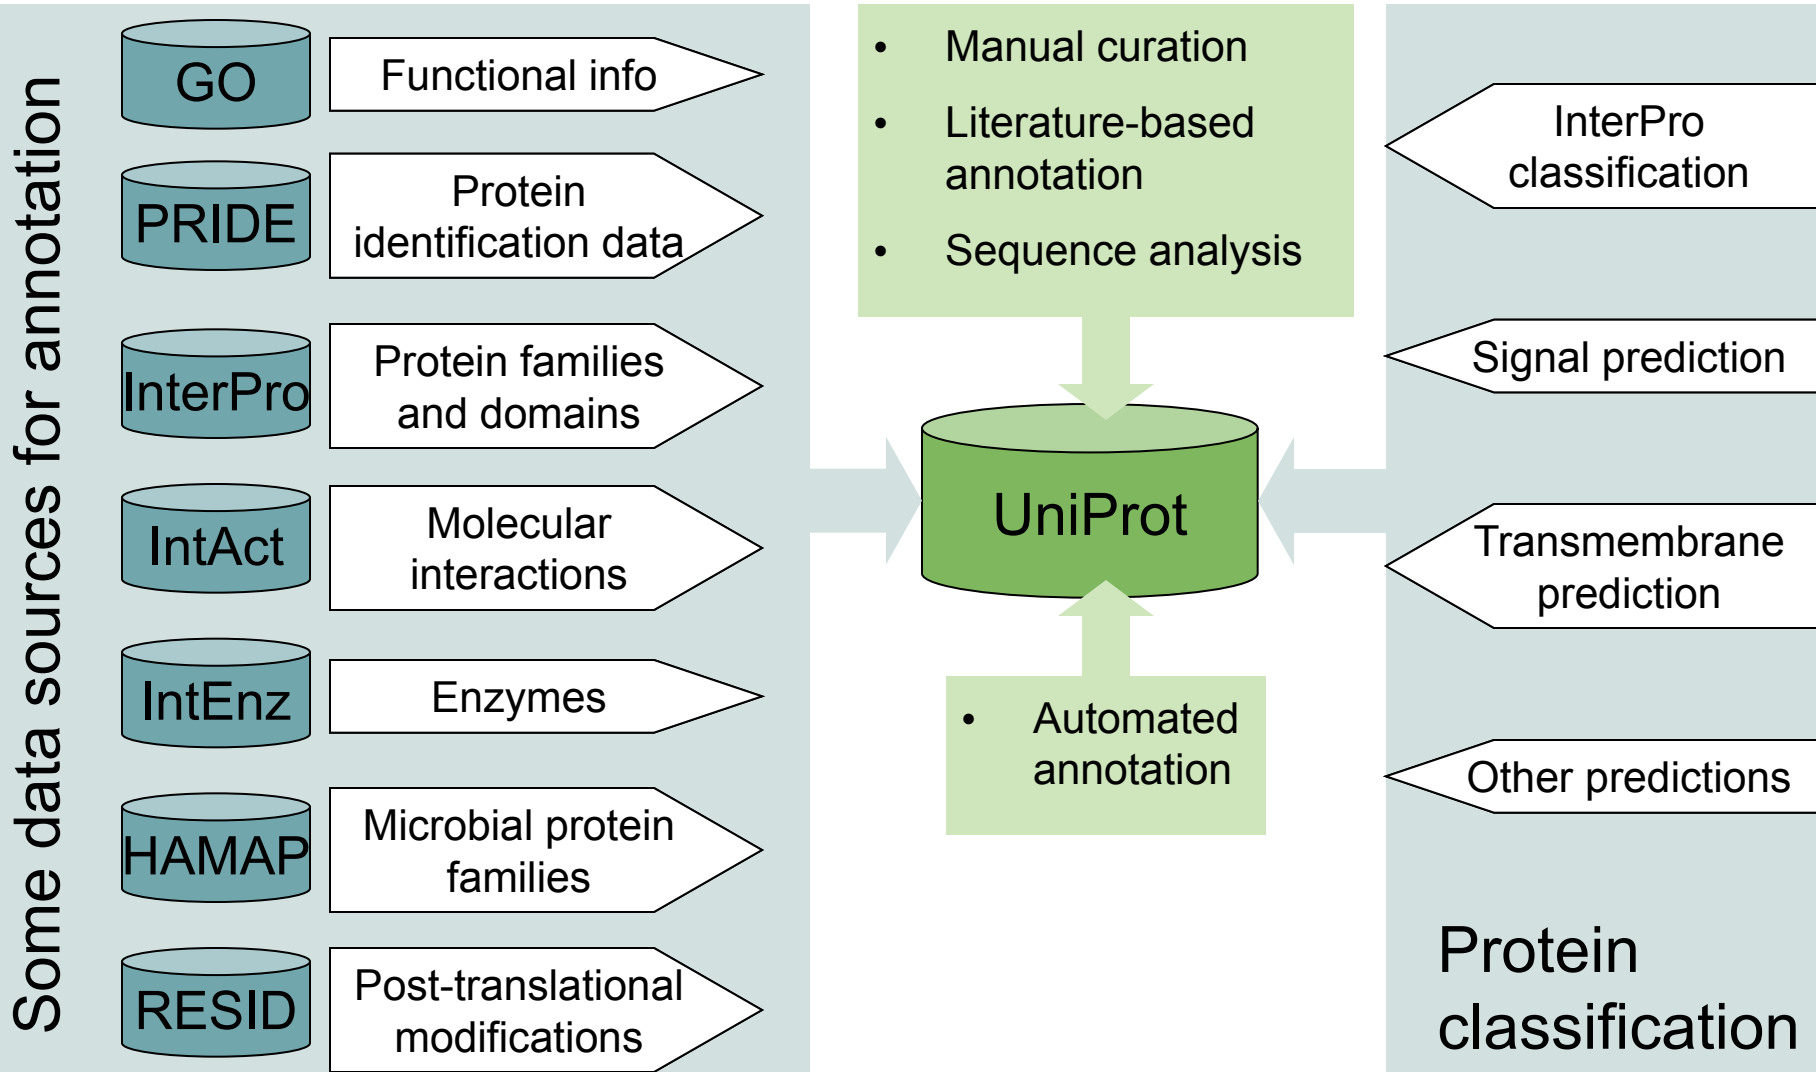 Some data sources for annotation
GO
Functional info
PRIDE
Protein
identification data
InterPro
Protein families
and domains
IntAct
Molecular
interactions
IntEnz
Enzymes
HAMAP
Microbial protein
families
RESID
Post-translational
modifications
• Manual curation
• Literature-based
annotation
• Sequence analysis
UniProt
• Automated
annotation
InterPro
classification
Signal prediction
Transmembrane
prediction
Other predictions
Protein
classification